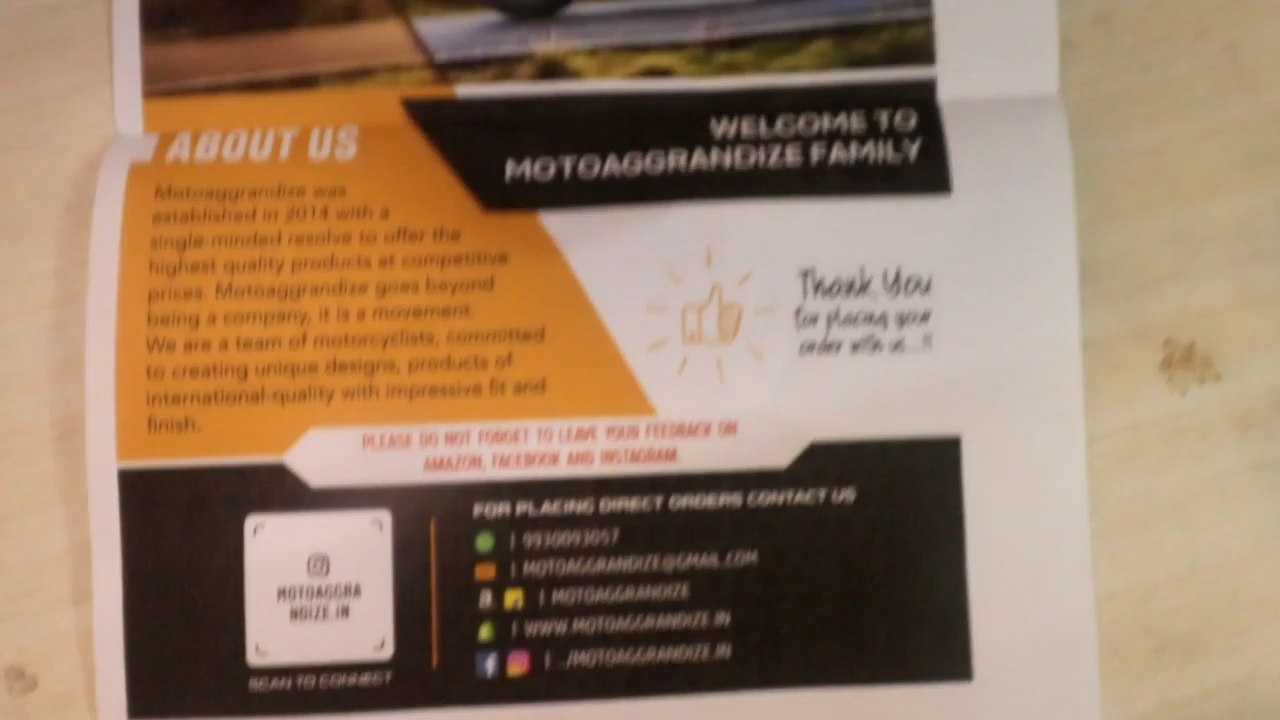 ABOUT US
WELCOME TO
MOTOAGGRANDIZE FAMILY
Motoaggrandize was
established in 2014 with a
single-minded resolve to offer the
highest quality products at competitive
prices. Motoaggrandize goes beyond
being a company, it is a movement.
We are a team of motorcyclists, committed
to creating unique designs, products of
international-quality with impressive fit and
finish.
Thank You
for placing your
order with us...!!
PLEASE DO NOT FORGET TO LEAVE YOUR FEEDBACK ON
AMAZON, FACEBOOK AND INSTAGRAM.
FOR PLACING DIRECT ORDERS CONTACT US
| 9930093057
| MOTOAGGRANDIZE@GMAIL.COM
| MOTOAGGRANDIZE
| WWW.MOTOAGGRANDIZE.IN
| ../MOTOAGGRANDIZE.IN
MOTOAGGRA
NDIZE.IN
SCAN TO CONNECT